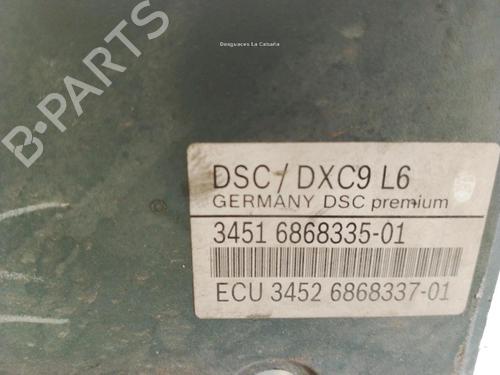 Desguaces La Cabaña
B-PARTS
DSC / DXC9 L6
GERMANY DSC premium
3451 6868335-01
ECU 3452 6868337-01